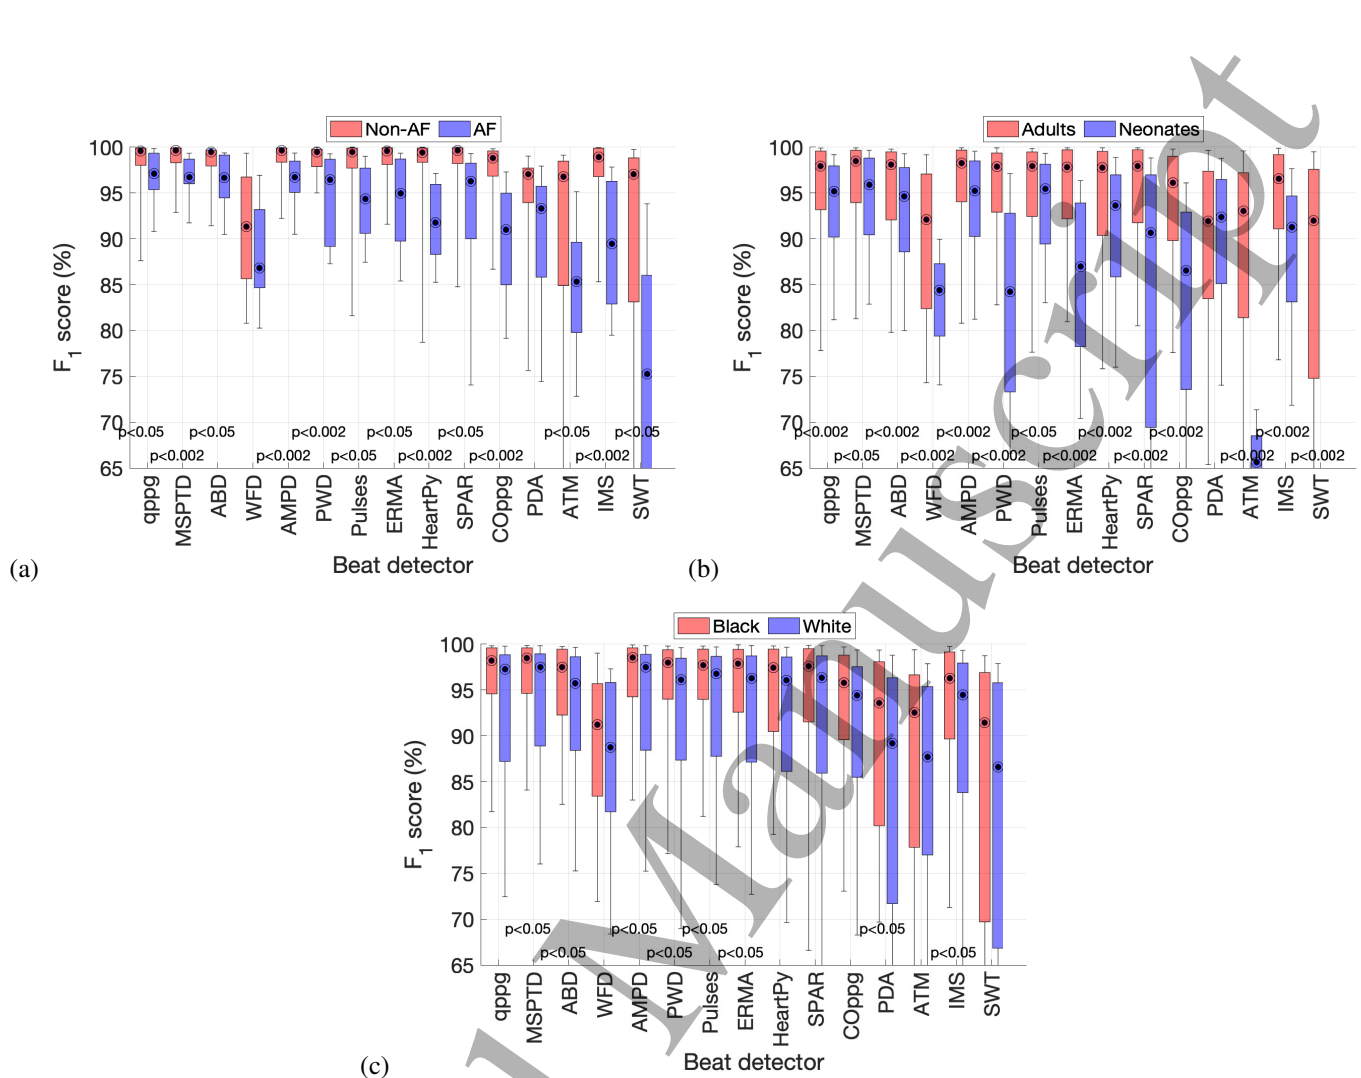 Non-AF AF
100
95
90
85
80
75
70
65
F1 score (%)
p<0.05 p<0.05 p<0.002 p<0.05 p<0.05 p<0.05 p<0.05
p<0.002 p<0.002 p<0.05 p<0.002 p<0.002 p<0.002
qppg MSPTD ABD WFD AMPD PWD Pulses ERMA HeartPy SPAR COppg PDA ATM IMS SWT
Beat detector
(a)
Adults Neonates
100
95
90
85
80
75
70
65
F1 score (%)
p<0.002 p<0.002 p<0.002 p<0.05 p<0.002 p<0.002 p<0.002
p<0.05 p<0.002 p<0.002 p<0.002 p<0.002 p<0.002 p<0.002
qppg MSPTD ABD WFD AMPD PWD Pulses ERMA HeartPy SPAR COppg PDA ATM IMS SWT
Beat detector
(b)
Black White
100
95
90
85
80
75
70
65
F1 score (%)
p<0.05 p<0.05 p<0.05 p<0.05
p<0.05 p<0.05 p<0.05 p<0.05
qppg MSPTD ABD WFD AMPD PWD Pulses ERMA HeartPy SPAR COppg PDA ATM IMS SWT
Beat detector
(c)
d Manuscript